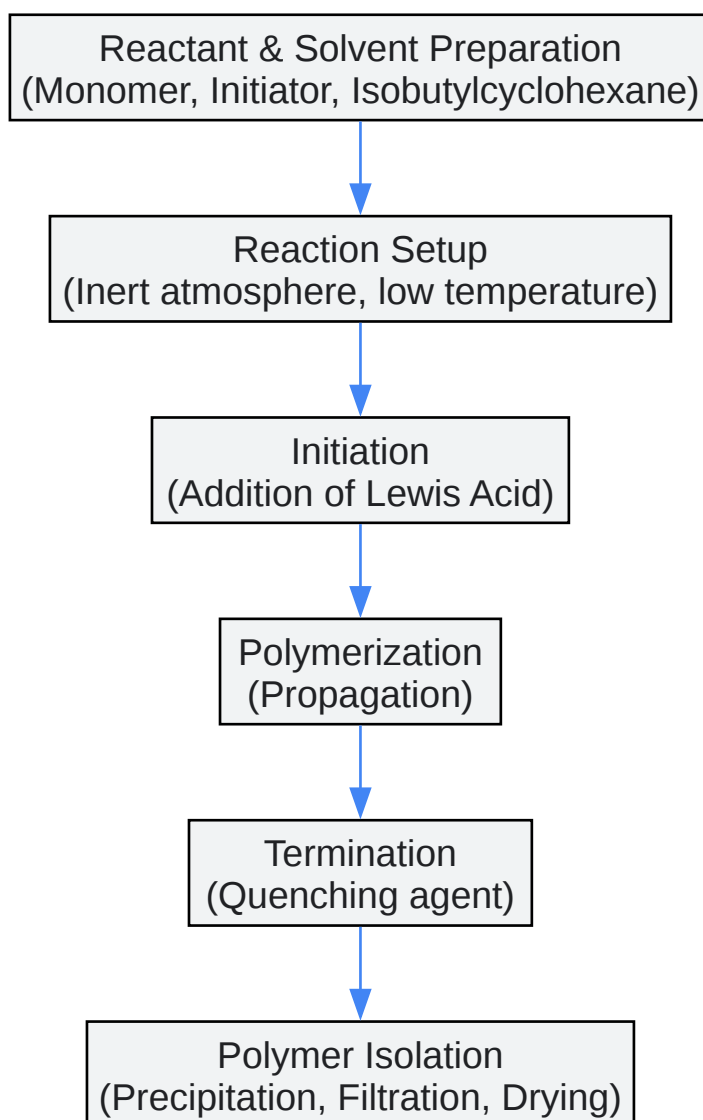 Reactant & Solvent Preparation
(Monomer, Initiator, Isobutylcyclohexane)
Reaction Setup
(Inert atmosphere, low temperature)
Initiation
(Addition of Lewis Acid)
Polymerization
(Propagation)
Termination
(Quenching agent)
Polymer Isolation
(Precipitation, Filtration, Drying)